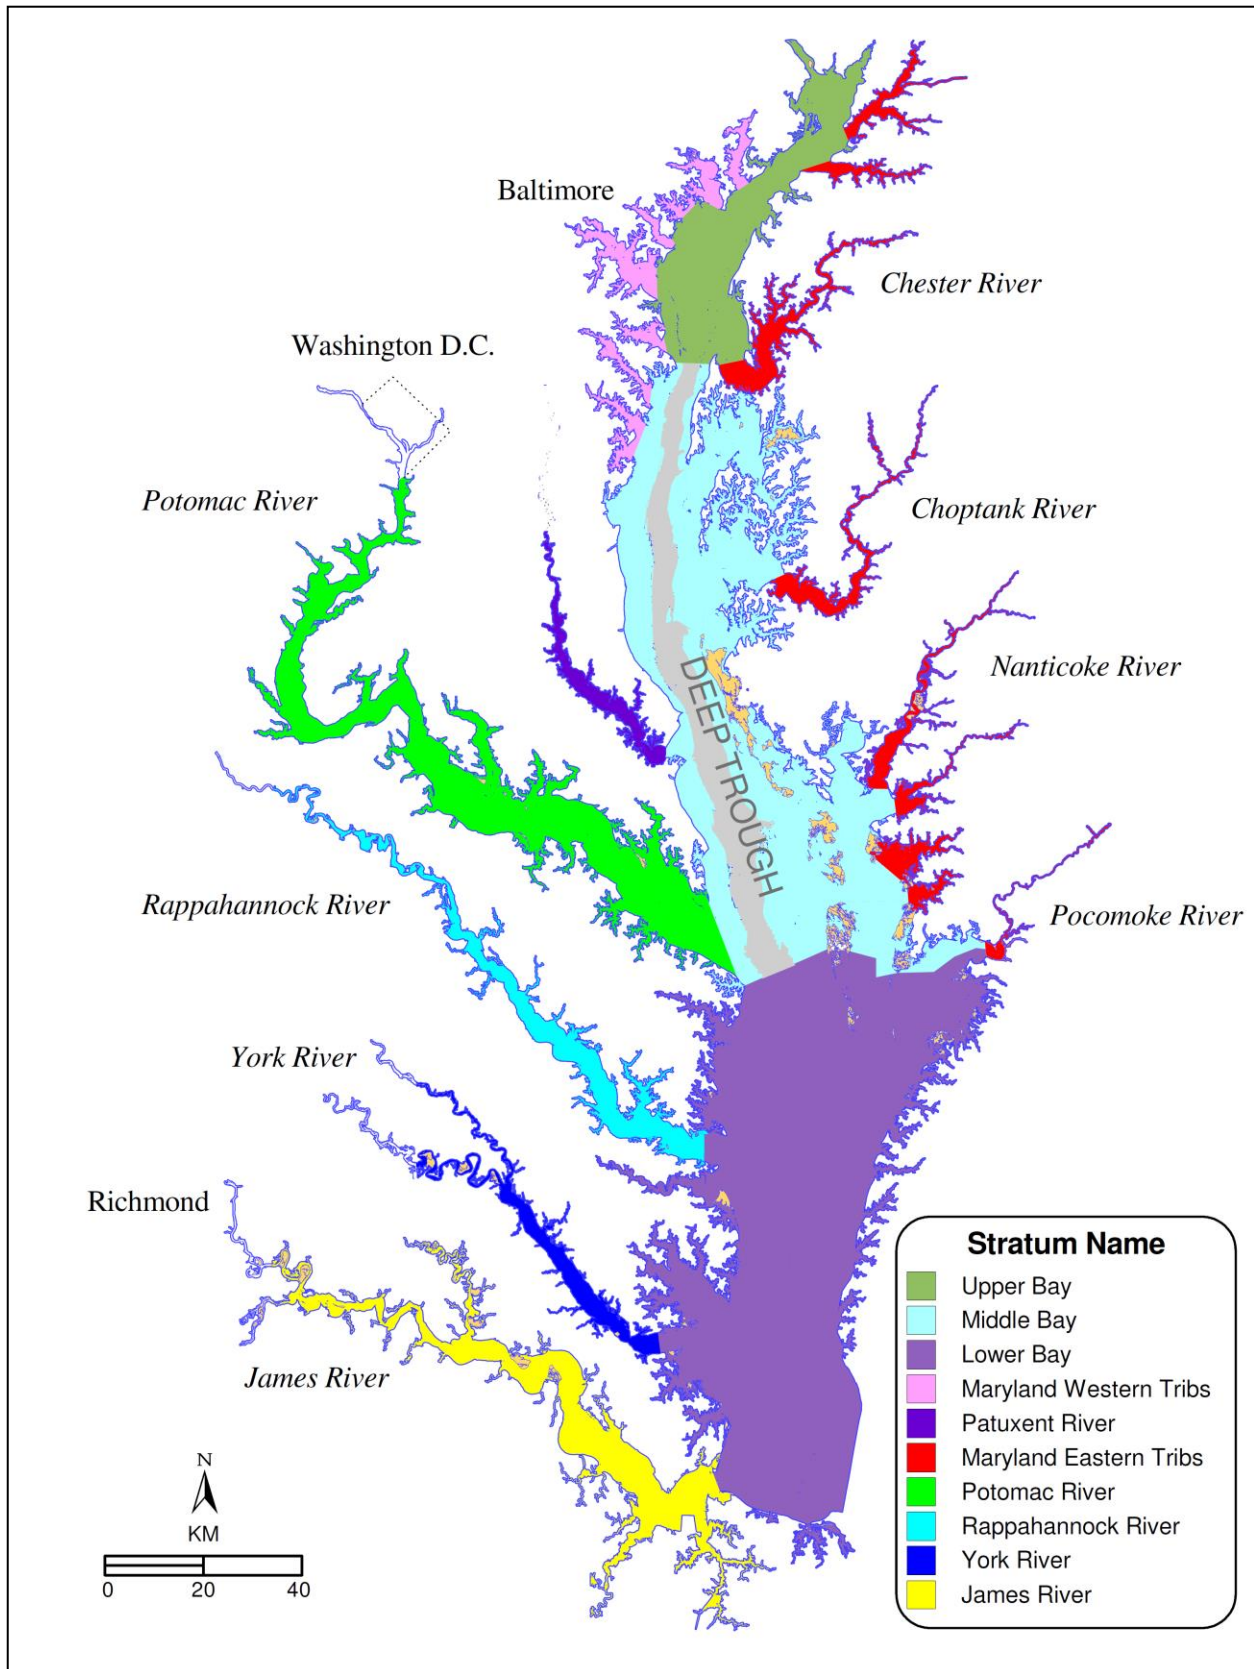 Baltimore
Chester River
Washington D.C.
Potomac River
Choptank River
Nanticoke River
DEEP TROUGH
Rappahannock River
Pocomoke River
York River
Richmond
James River
N
KM
0 20 40
Stratum Name
Upper Bay
Middle Bay
Lower Bay
Maryland Western Tribs
Patuxent River
Maryland Eastern Tribs
Potomac River
Rappahannock River
York River
James River